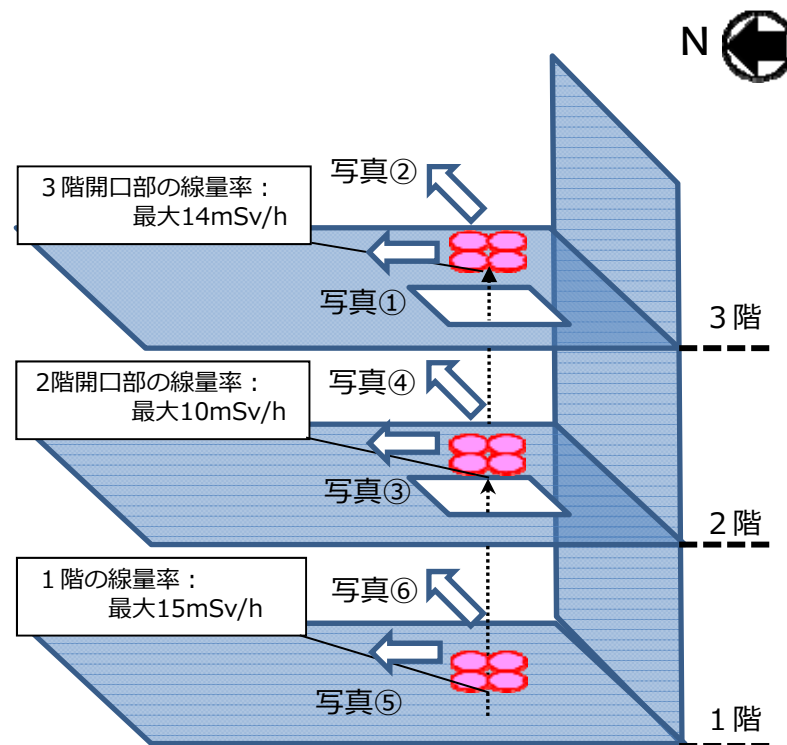 N
写真②
３階開口部の線量率：
最大14mSv/h
写真①
３階
写真④
2階開口部の線量率：
最大10mSv/h
写真③
２階
１階の線量率：
最大15mSv/h
写真⑥
写真⑤
１階